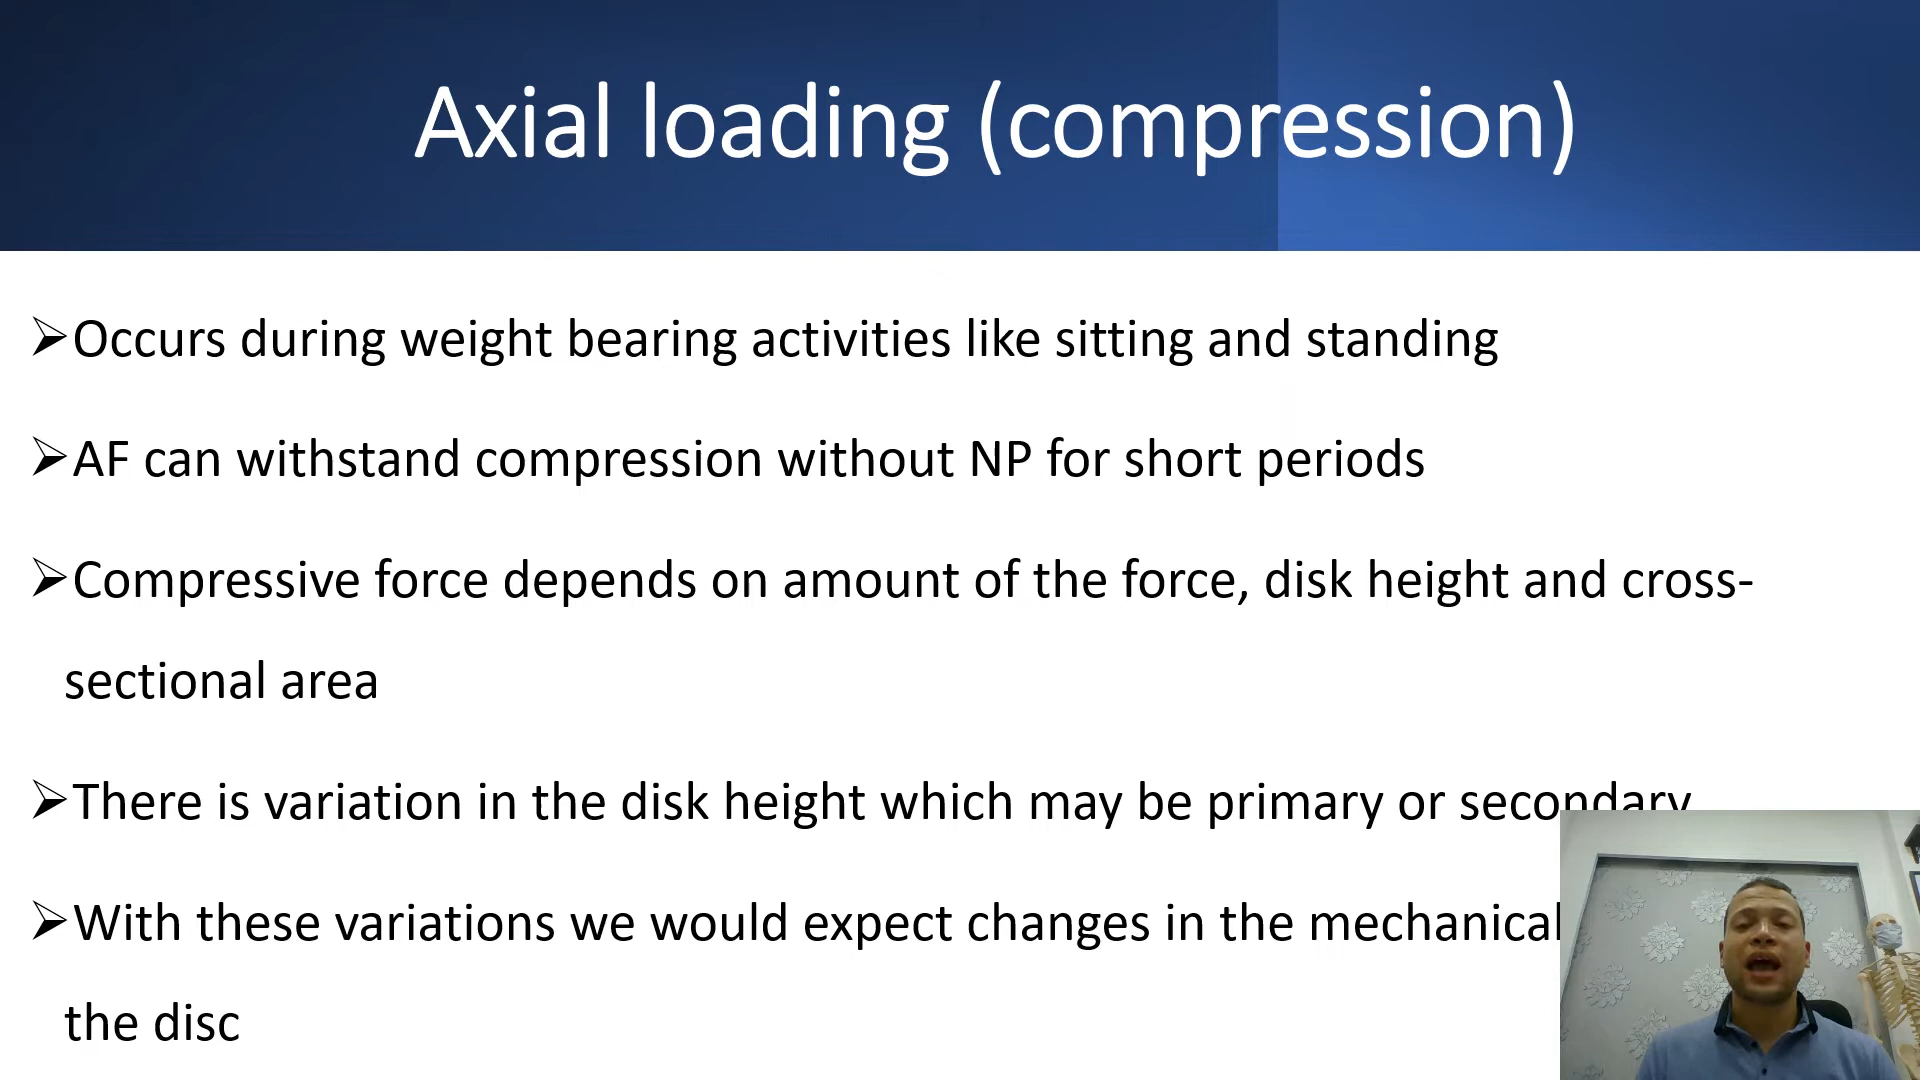 Axial loading (compression)
➢Occurs during weight bearing activities like sitting and standing
➢AF can withstand compression without NP for short periods
➢Compressive force depends on amount of the force, disk height and cross-
sectional area
➢There is variation in the disk height which may be primary or secondary
➢With these variations we would expect changes in the mechanical
the disc